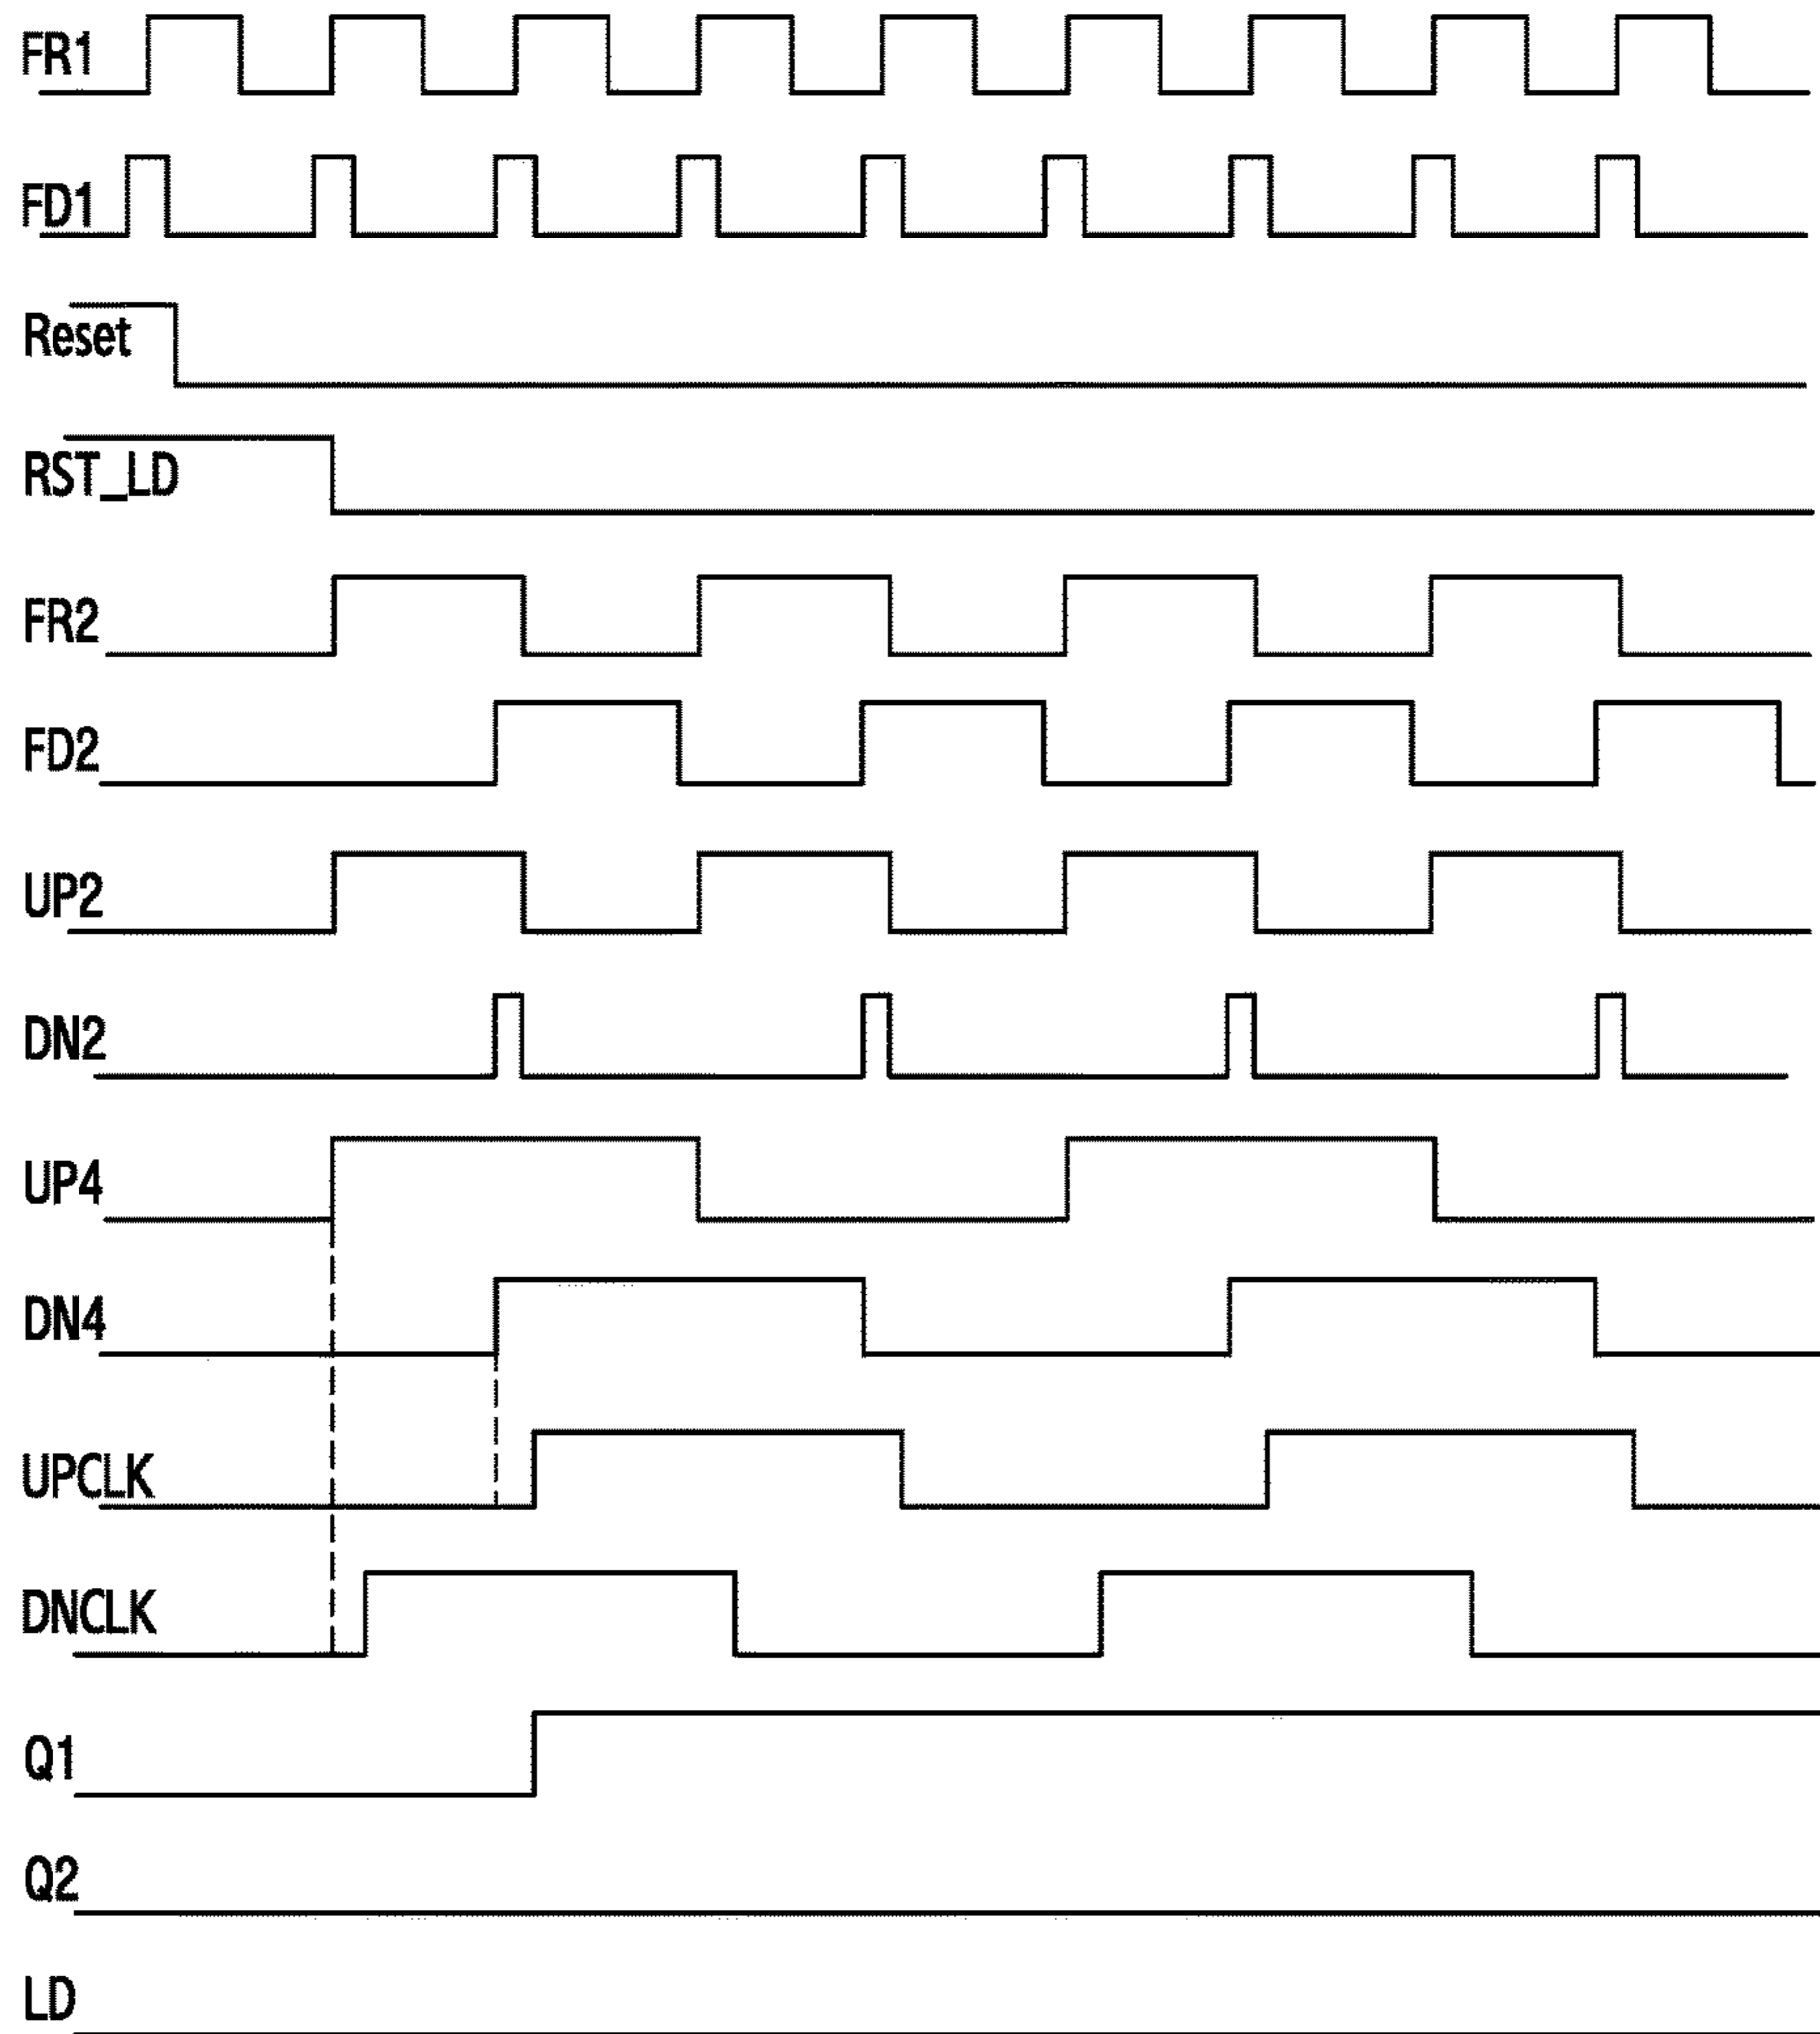 FR1
FD1
Reset
RST_LD
FR2
FD2
UP2
DN2
UP4
DN4
UPCLK
DNCLK
Q1
Q2
LD